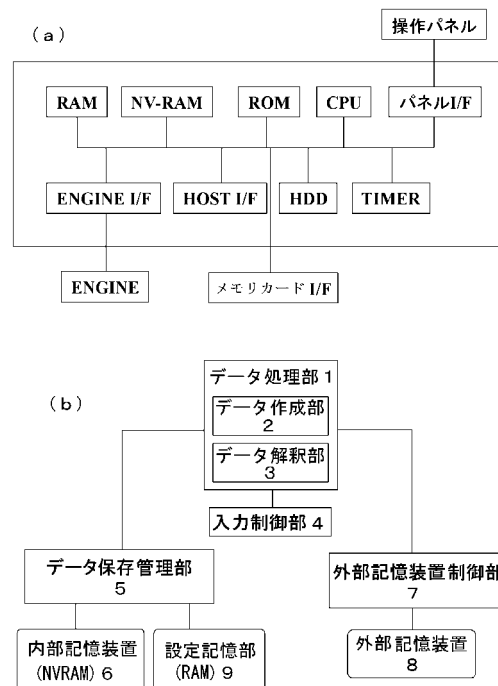 (a)
操作パネル
RAM
NV-RAM
ROM
CPU
パネルI/F
ENGINE I/F
HOST I/F
HDD
TIMER
ENGINE
メモリカード I/F
(b)
データ処理部 1
データ作成部
2
データ解釈部
3
入力制御部 4
データ保存管理部
5
外部記憶装置制御部
7
内部記憶装置
(NVRAM) 6
設定記憶部
(RAM) 9
外部記憶装置
8